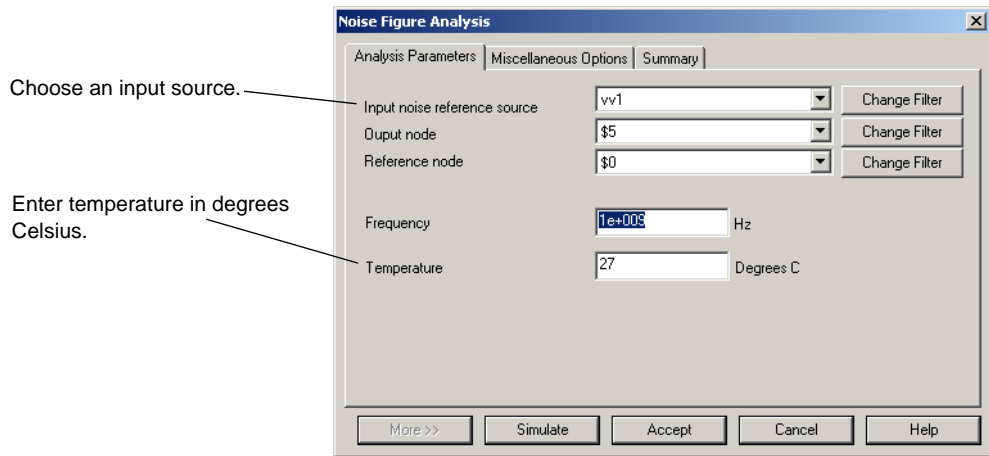 Noise Figure Analysis
Analysis Parameters
Miscellaneous Options
Summary
Choose an input source.
Input noise reference source
vv1
Change Filter
Ouput node
$5
Change Filter
Reference node
$0
Change Filter
Enter temperature in degrees
Celsius.
Frequency
1e+009
Hz
Temperature
27
Degrees C
More >>
Simulate
Accept
Cancel
Help